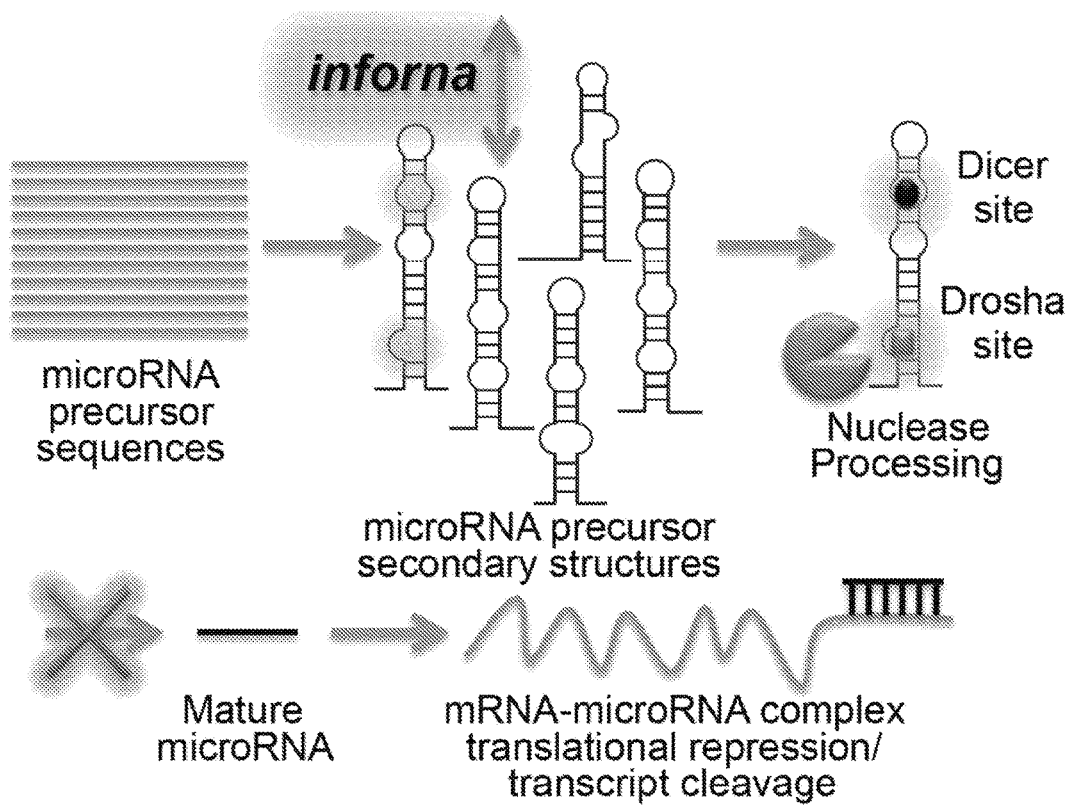 inforna
microRNA
precursor
sequences
microRNA precursor
secondary structures
Dicer
site
Drosha
site
Nuclease
Processing
Mature
microRNA
mRNA-microRNA complex
translational repression/
transcript cleavage